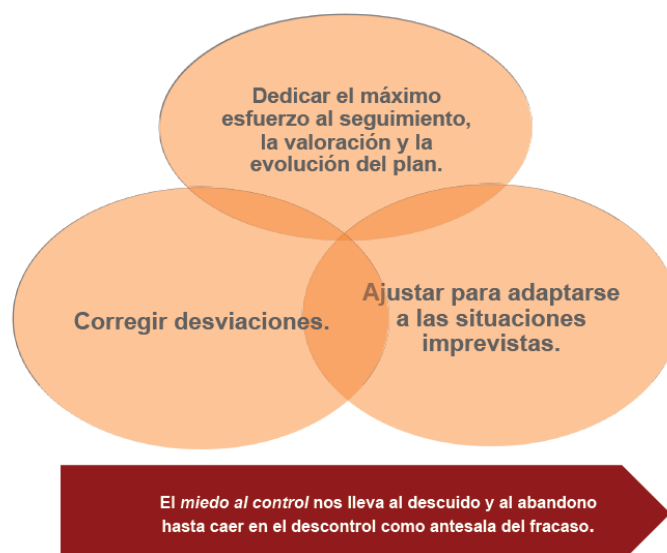 Dedicar el máximo
esfuerzo al seguimiento,
la valoración y la
evolución del plan.
Corregir desviaciones.
Ajustar para adaptarse
a las situaciones
imprevistas.
El miedo al control nos lleva al descuido y al abandono
hasta caer en el descontrol como antesala del fracaso.